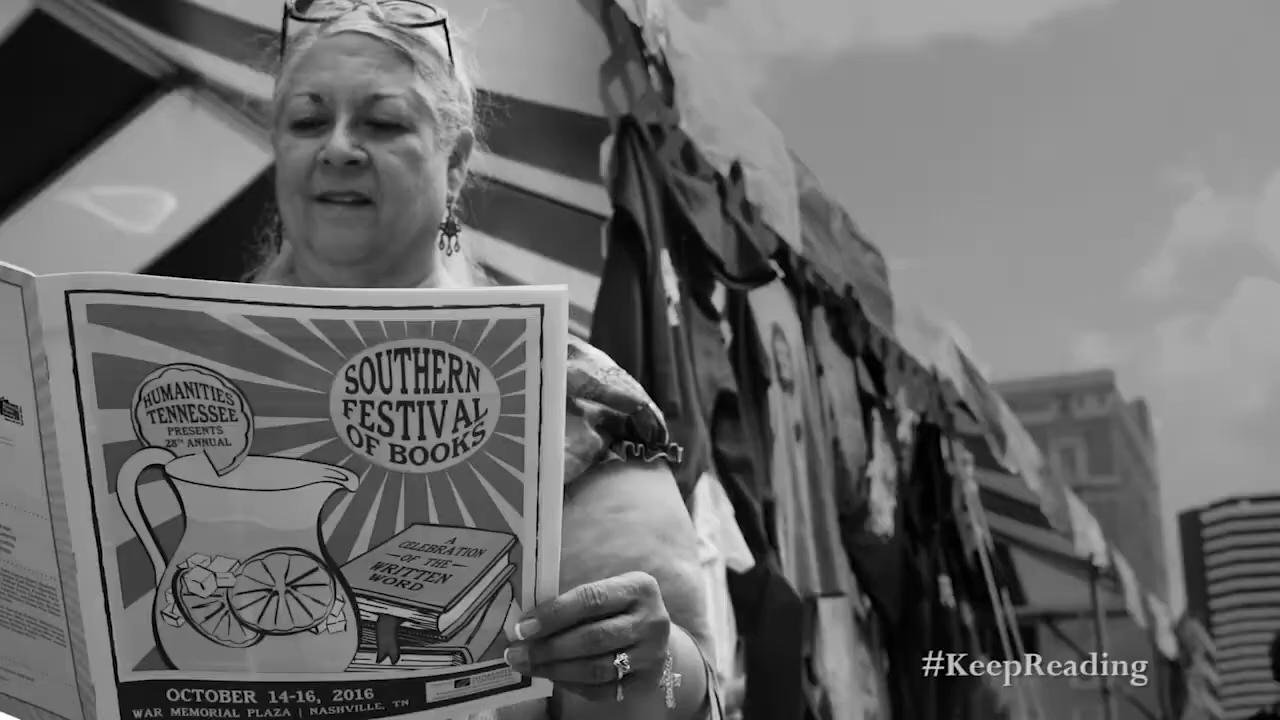 HUMANITIES
TENNESSEE
PRESENTS
28TH ANNUAL
SOUTHERN
FESTIVAL
OF BOOKS
A
CELEBRATION
- OF THE -
WRITTEN
WORD
OCTOBER 14-16, 2016
WAR MEMORIAL PLAZA | NASHVILLE, TN
#KeepReading